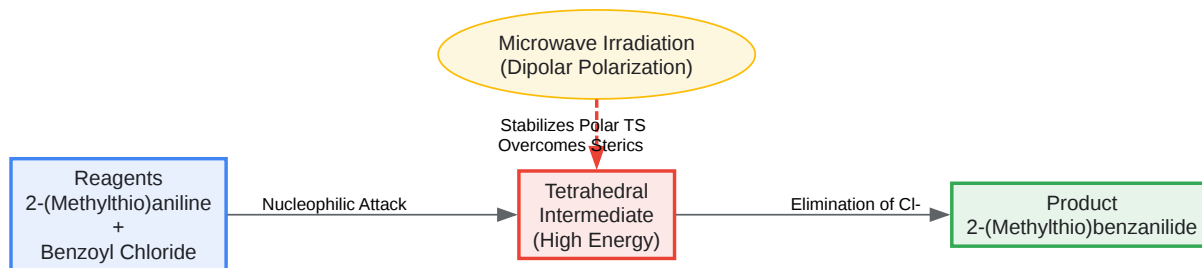 Microwave Irradiation
(Dipolar Polarization)
Stabilizes Polar TS
Overcomes Sterics
Reagents
2-(Methylthio)aniline
+
Benzoyl Chloride
Nucleophilic Attack
Tetrahedral
Intermediate
(High Energy)
Elimination of Cl-
Product
2-(Methylthio)benzanilide